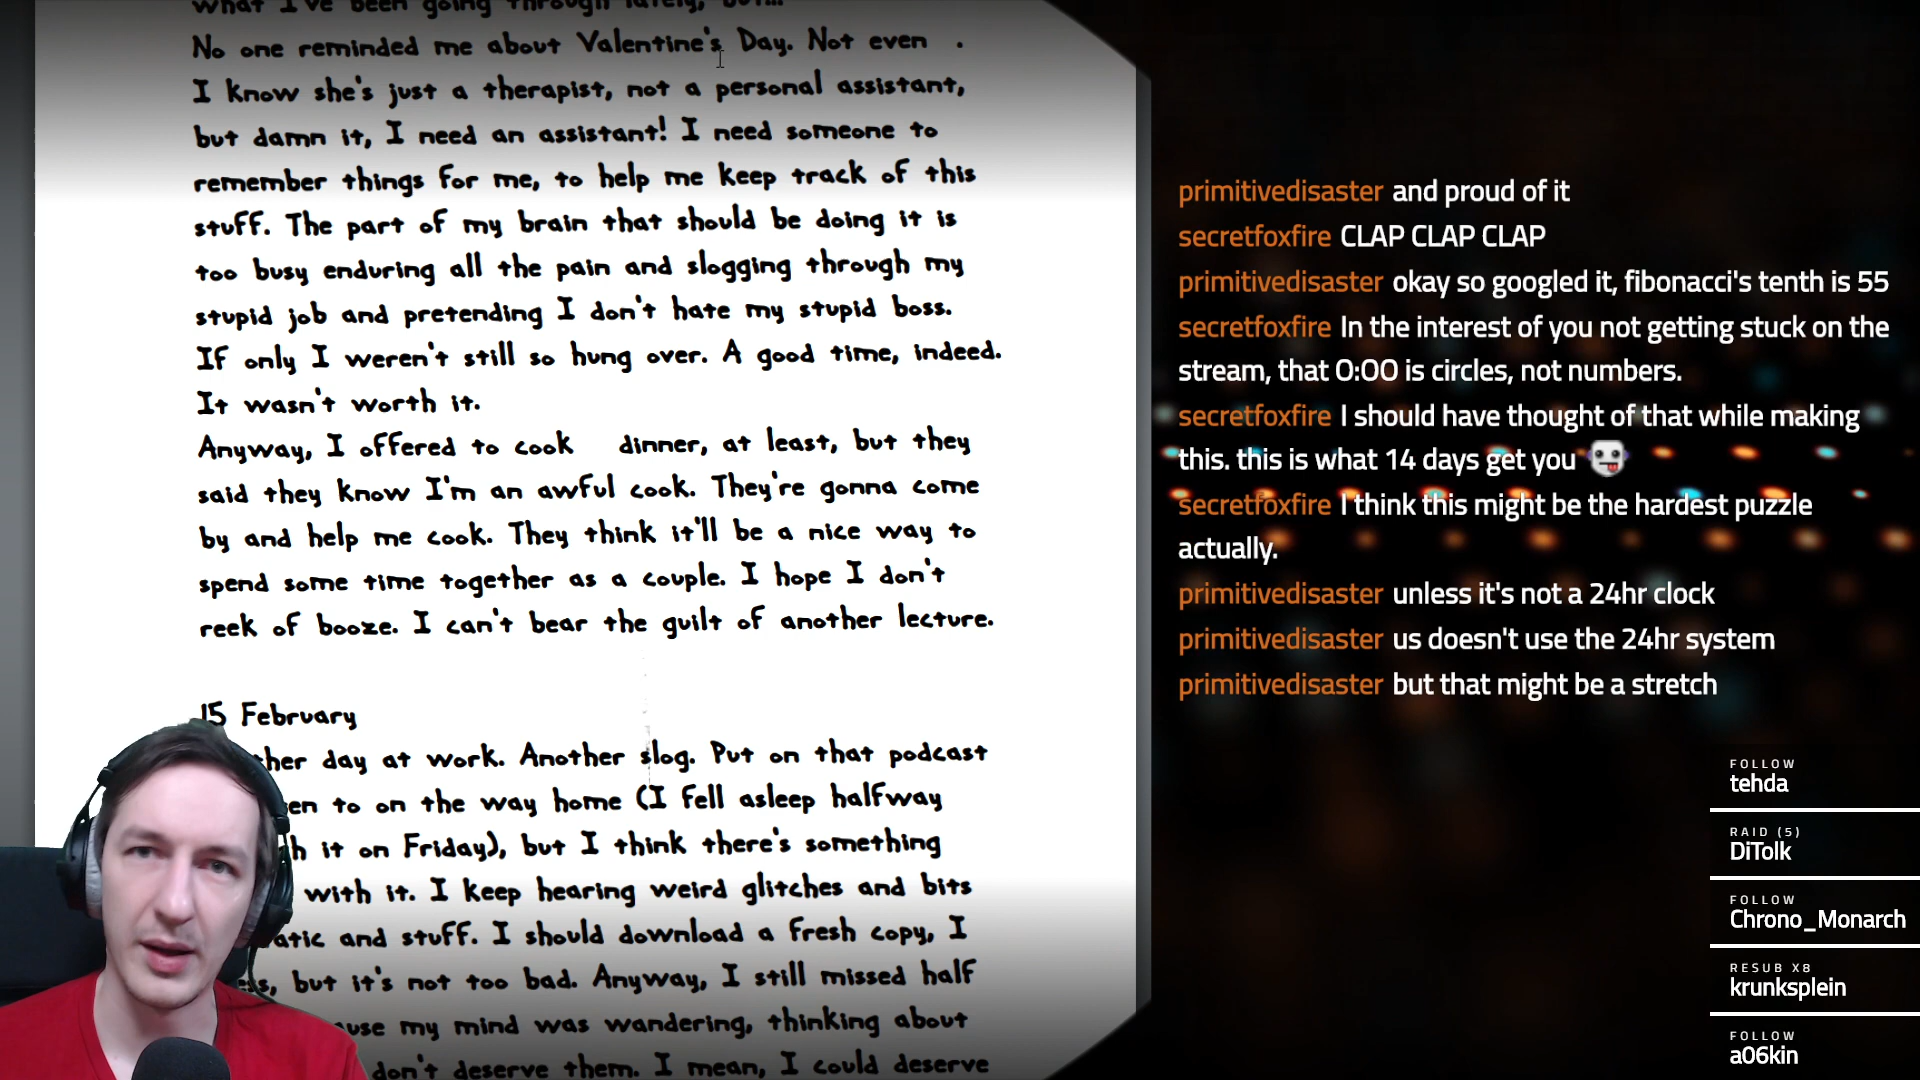 what I've been going through lately, but...
No one reminded me about Valentine's Day. Not even .
I know she's just a therapist, not a personal assistant,
but damn it, I need an assistant! I need someone to
remember things for me, to help me keep track of this
stuff. The part of my brain that should be doing it is
too busy enduring all the pain and slogging through my
stupid job and pretending I don't hate my stupid boss.
If only I weren't still so hung over. A good time, indeed.
It wasn't worth it.
Anyway, I offered to cook dinner, at least, but they
said they know I'm an awful cook. They're gonna come
by and help me cook. They think it'll be a nice way to
spend some time together as a couple. I hope I don't
reek of booze. I can't bear the guilt of another lecture.
15 February
ther day at work. Another slog. Put on that podcast
en to on the way home (I fell asleep halfway
h it on Friday), but I think there's something
with it. I keep hearing weird glitches and bits
atic and stuff. I should download a fresh copy, I
ess, but it's not too bad. Anyway, I still missed half
ause my mind was wandering, thinking about
don't deserve them. I mean, I could deserve
primitivedisaster and proud of it
secretfoxfire CLAP CLAP CLAP
primitivedisaster okay so googled it, fibonacci's tenth is 55
secretfoxfire In the interest of you not getting stuck on the
stream, that 0:00 is circles, not numbers.
secretfoxfire I should have thought of that while making
this. this is what 14 days get you
secretfoxfire I think this might be the hardest puzzle
actually.
primitivedisaster unless it's not a 24hr clock
primitivedisaster us doesn't use the 24hr system
primitivedisaster but that might be a stretch
FOLLOW
tehda
RAID (5)
DiTolk
FOLLOW
Chrono_Monarch
RESUB X8
krunksplein
FOLLOW
a06kin